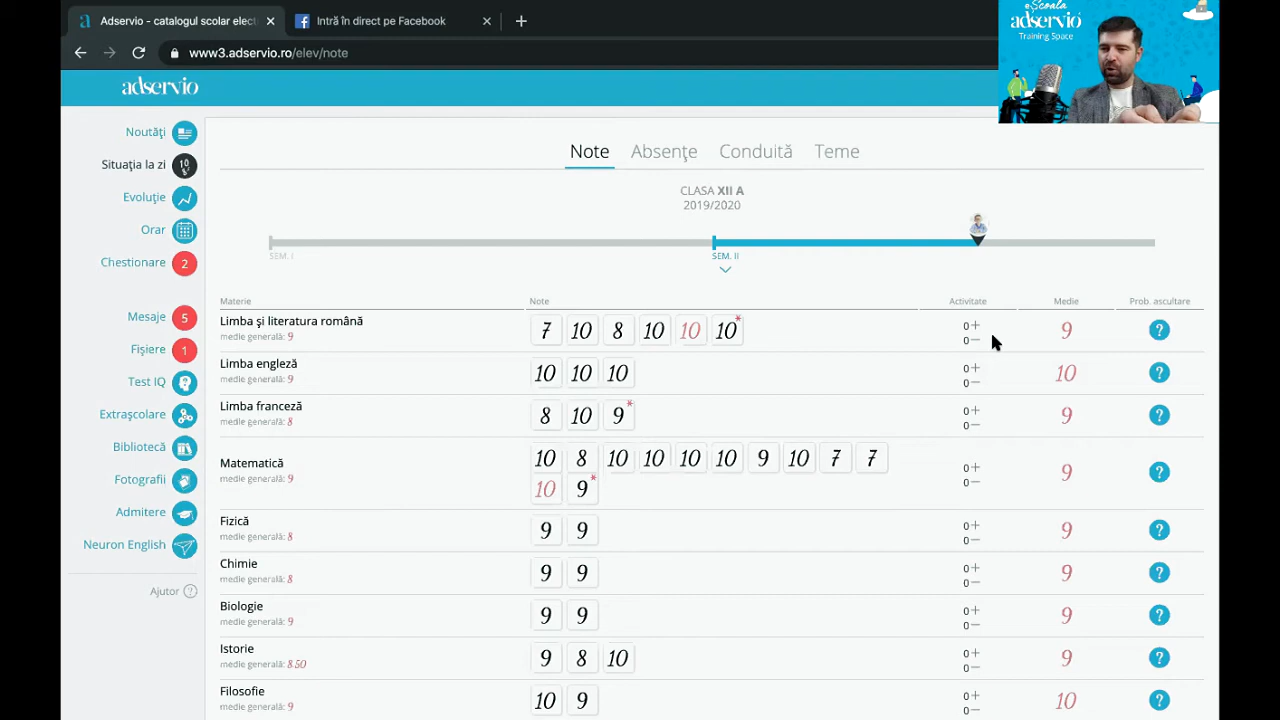 Adservio - catalogul scolar elect
Intră în direct pe Facebook
www3.adservio.ro/elev/note
eȘcoala
adservio
Training Space
adservio
Noutăți
Situația la zi
Evoluție
Orar
Chestionare 2
Mesaje 5
Fișiere 1
Test IQ
Extrașcolare
Bibliotecă
Fotografii
Admitere
Neuron English
Ajutor ?
Note Absențe Conduită Teme
CLASA XII A
2019/2020
SEM. I SEM. II
Materie Note Activitate Medie Prob. ascultare
Limba și literatura română 7 10 8 10 10 10* 0+ 9 ?
medie generală: 9 0−
Limba engleză 10 10 10 0+ 10 ?
medie generală: 9 0−
Limba franceză 8 10 9* 0+ 9 ?
medie generală: 8 0−
Matematică 10 8 10 10 10 10 9 10 7 7 0+ 9 ?
medie generală: 9 10 9* 0−
Fizică 9 9 0+ 9 ?
medie generală: 8 0−
Chimie 9 9 0+ 9 ?
medie generală: 8 0−
Biologie 9 9 0+ 9 ?
medie generală: 9 0−
Istorie 9 8 10 0+ 9 ?
medie generală: 8.50 0−
Filosofie 10 9 0+ 10 ?
medie generală: 9 0−